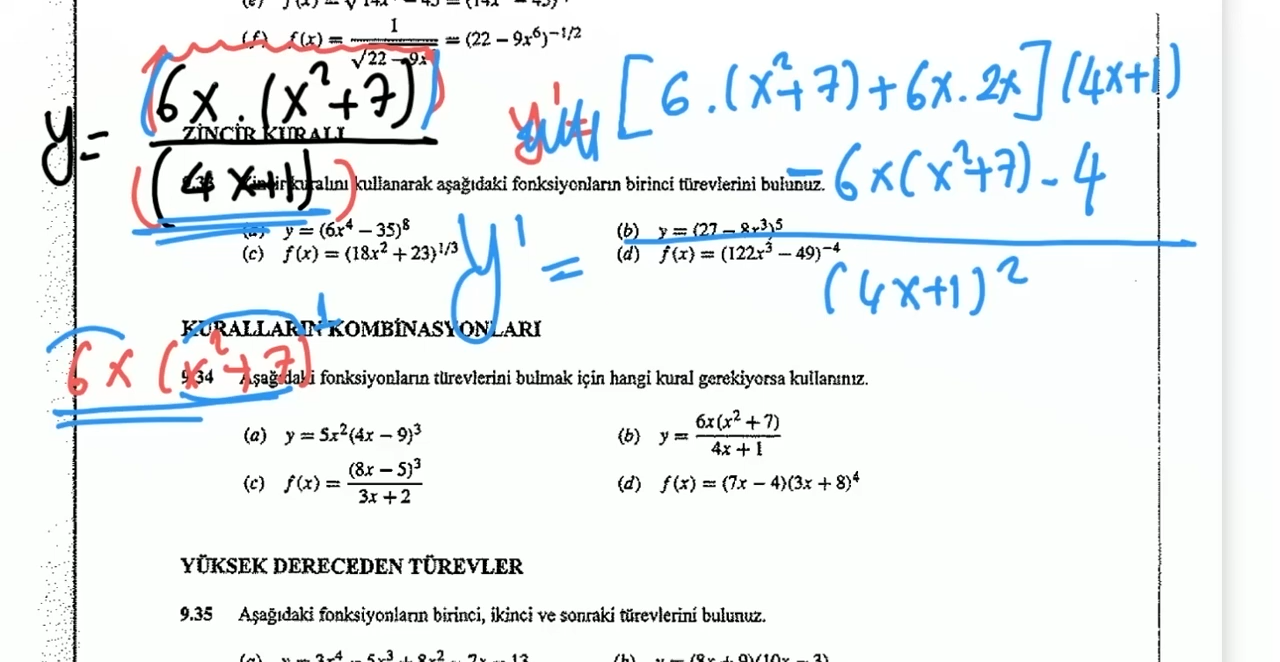 (f) f(x) = 1/√22 – 9x = (22 – 9x⁶)⁻¹/²
y = (6x.(x²+7))/(4x+1)
y' = ([6.(x²+7)+6x.2x](4x+1) – 6x(x²+7) - 4)/(4x+1)²
ZİNCİR KURALI
kuralını kullanarak aşağıdaki fonksiyonların birinci türevlerini bulunuz.
y = (6x⁴ – 35)⁸ (b) y = (27 – 8x³)⁵
(c) f(x) = (18x² + 23)¹/³ (d) f(x) = (122x³ – 49)⁻⁴
KURALLARIN KOMBİNASYONLARI
6x (x²+7)
9.34 Aşağıdaki fonksiyonların türevlerini bulmak için hangi kural gerekiyorsa kullanınız.
(a) y = 5x²(4x – 9)³ (b) y = 6x(x² + 7)/4x + 1
(c) f(x) = (8x – 5)³/3x + 2 (d) f(x) = (7x – 4)(3x + 8)⁴
YÜKSEK DERECEDEN TÜREVLER
9.35 Aşağıdaki fonksiyonların birinci, ikinci ve sonraki türevlerini bulunuz.